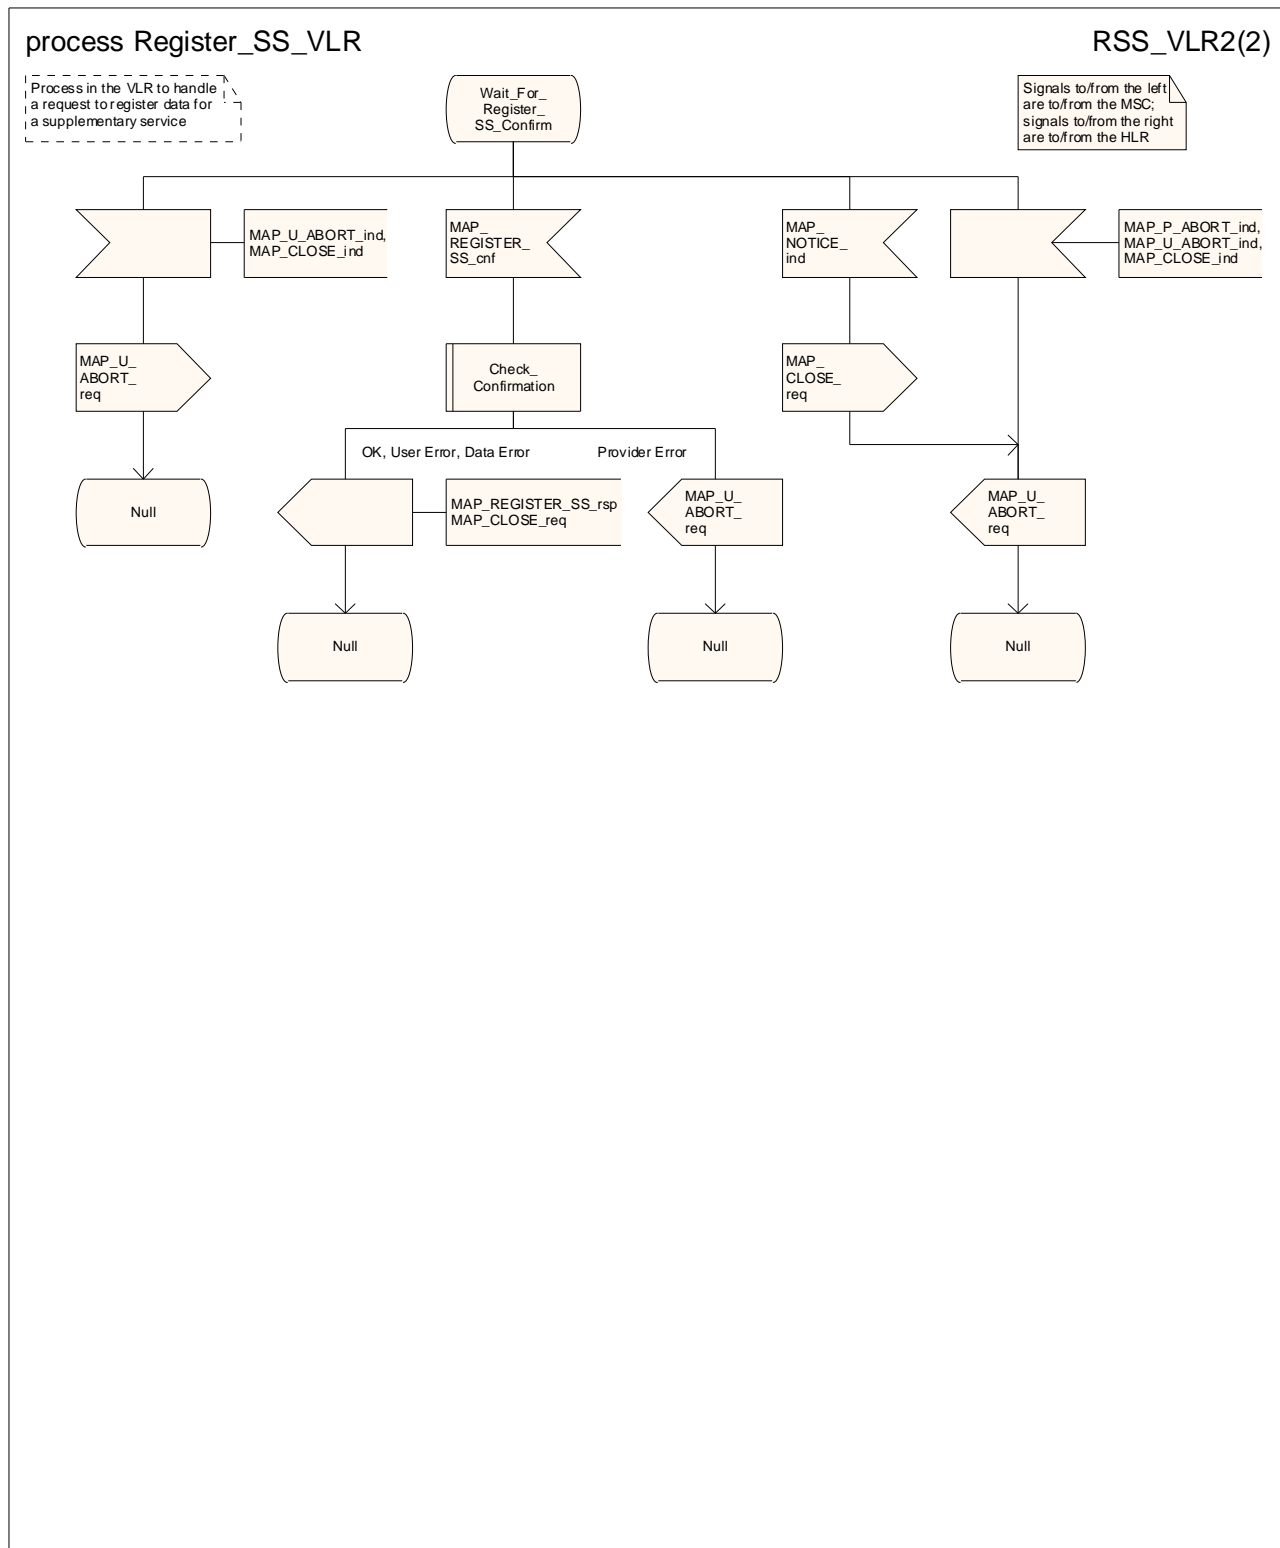 process Register_SS_VLR
RSS_VLR2(2)
Process in the VLR to handle
a request to register data for
a supplementary service
Wait_For_
Register_
SS_Confirm
Signals to/from the left
are to/from the MSC;
signals to/from the right
are to/from the HLR
MAP_U_ABORT_ind,
MAP_CLOSE_ind
MAP_
REGISTER_
SS_cnf
MAP_
NOTICE_
ind
MAP_P_ABORT_ind,
MAP_U_ABORT_ind,
MAP_CLOSE_ind
MAP_U_
ABORT_
req
Check_
Confirmation
MAP_
CLOSE_
req
OK, User Error, Data Error
Provider Error
Null
MAP_REGISTER_SS_rsp
MAP_CLOSE_req
MAP_U_
ABORT_
req
MAP_U_
ABORT_
req
Null
Null
Null